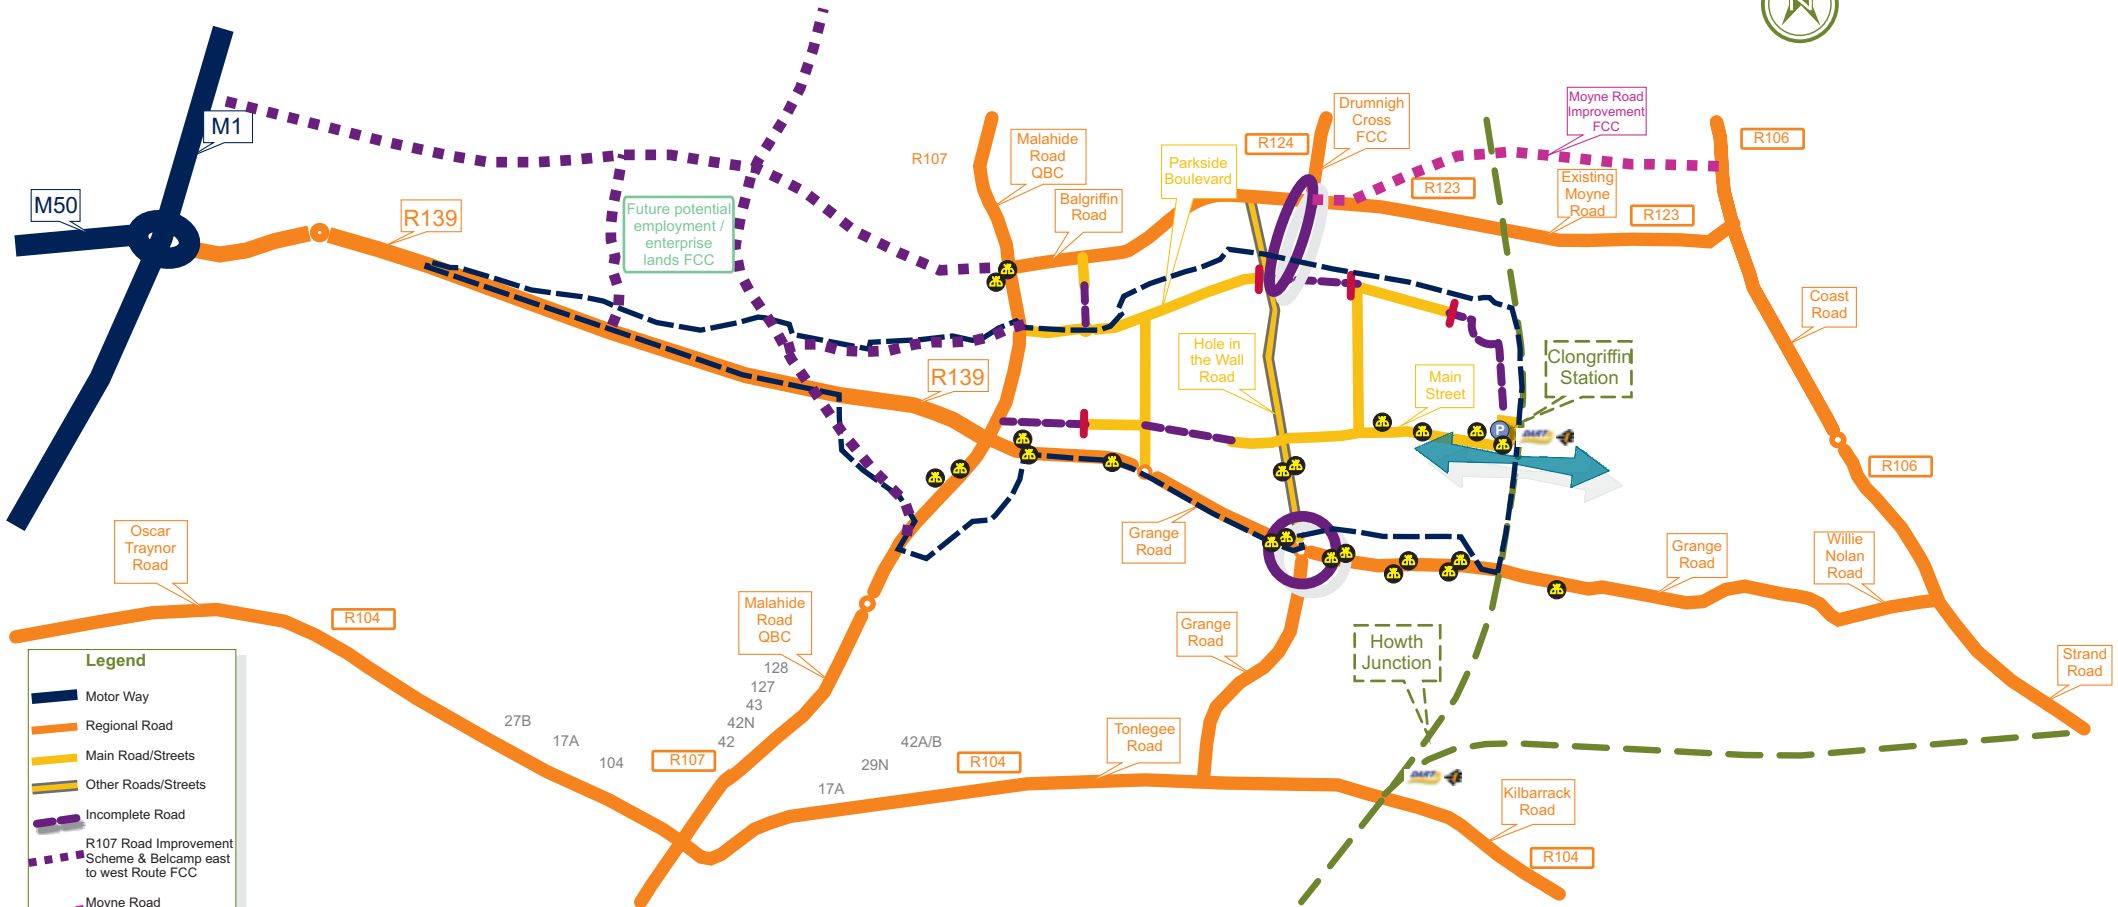 N
M1
M50
R139
Future potential
employment /
enterprise
lands FCC
R107
Malahide
Road
QBC
Balgriffin
Road
Parkside
Boulevard
R124
Drumnigh
Cross
FCC
Moyne Road
Improvement
FCC
R123
Existing
Moyne
Road
R123
R106
Coast
Road
R139
Hole in
the Wall
Road
Main
Street
Clongriffin
Station
P
DART
R106
Grange
Road
Grange
Road
Willie
Nolan
Road
Oscar
Traynor
Road
R104
Malahide
Road
QBC
Grange
Road
Howth
Junction
Strand
Road
128
127
43
42N
42
27B
17A
104
R107
42A/B
29N
17A
R104
Tonlegee
Road
DART
Kilbarrack
Road
R104
Legend
Motor Way
Regional Road
Main Road/Streets
Other Roads/Streets
Incomplete Road
R107 Road Improvement
Scheme & Belcamp east
to west Route FCC
Moyne Road